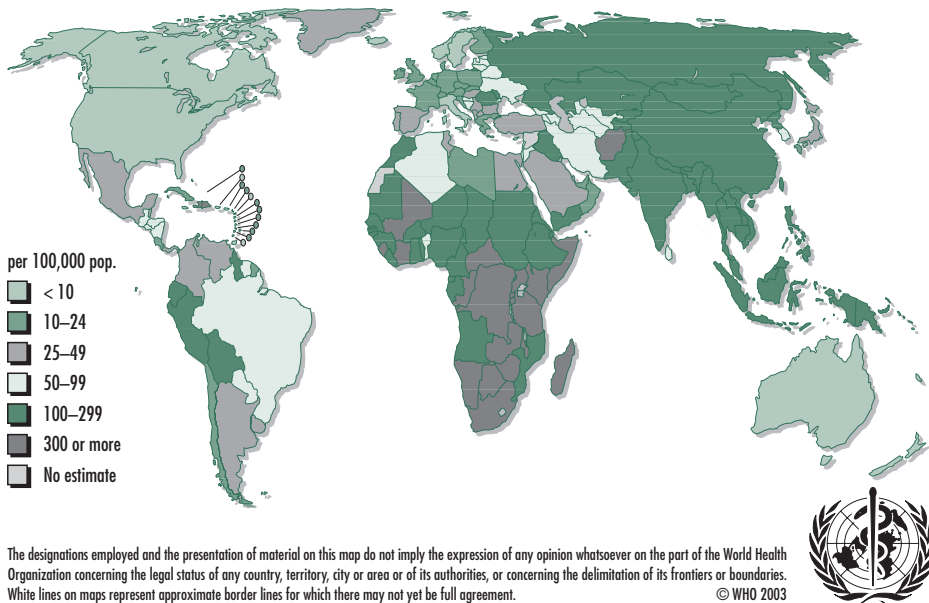 per 100,000 pop.
< 10
10–24
25–49
50–99
100–299
300 or more
No estimate
The designations employed and the presentation of material on this map do not imply the expression of any opinion whatsoever on the part of the World Health
Organization concerning the legal status of any country, territory, city or area or of its authorities, or concerning the delimitation of its frontiers or boundaries.
White lines on maps represent approximate border lines for which there may not yet be full agreement.
© WHO 2003